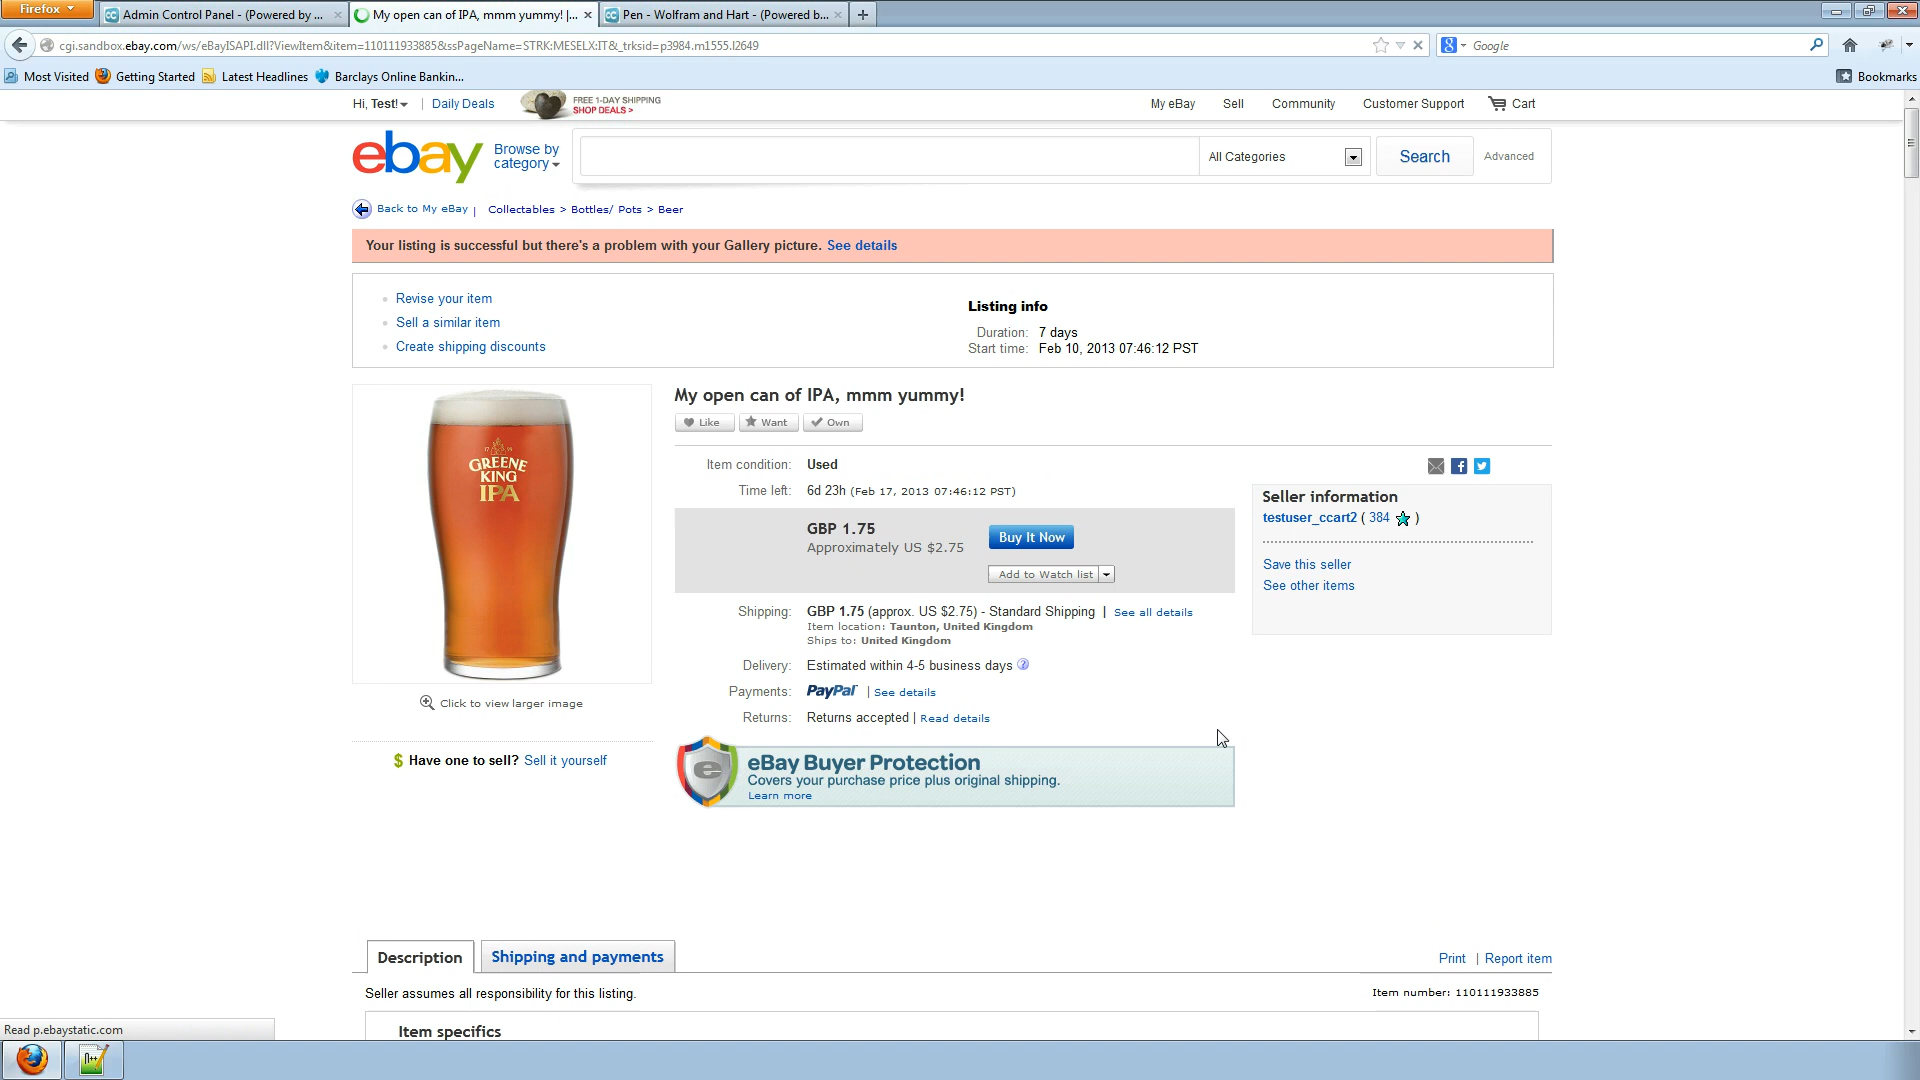 Firefox
Admin Control Panel - (Powered by ...
My open can of IPA, mmm yummy! |...
Pen - Wolfram and Hart - (Powered b...
cgi.sandbox.ebay.com/ws/eBayISAPI.dll?ViewItem&item=110111933885&ssPageName=STRK:MESELX:IT&_trksid=p3984.m1555.l2649
Google
Most Visited
Getting Started
Latest Headlines
Barclays Online Bankin...
Bookmarks
Hi, Test!
Daily Deals
FREE 1-DAY SHIPPING
SHOP DEALS >
My eBay
Sell
Community
Customer Support
Cart
ebay
Browse by
category
All Categories
Search
Advanced
Back to My eBay | Collectables > Bottles/ Pots > Beer
Your listing is successful but there's a problem with your Gallery picture. See details
Revise your item
Sell a similar item
Create shipping discounts
Listing info
Duration: 7 days
Start time: Feb 10, 2013 07:46:12 PST
GREENE
KING
IPA
Click to view larger image
$ Have one to sell? Sell it yourself
My open can of IPA, mmm yummy!
Like
Want
Own
Item condition: Used
Time left: 6d 23h (Feb 17, 2013 07:46:12 PST)
GBP 1.75
Approximately US $2.75
Buy It Now
Add to Watch list
Shipping: GBP 1.75 (approx. US $2.75) - Standard Shipping | See all details
Item location: Taunton, United Kingdom
Ships to: United Kingdom
Delivery: Estimated within 4-5 business days ?
Payments: PayPal | See details
Returns: Returns accepted | Read details
eBay Buyer Protection
Covers your purchase price plus original shipping.
Learn more
Seller information
testuser_ccart2 ( 384 )
Save this seller
See other items
Description
Shipping and payments
Print | Report item
Seller assumes all responsibility for this listing.
Item number: 110111933885
Item specifics
Read p.ebaystatic.com